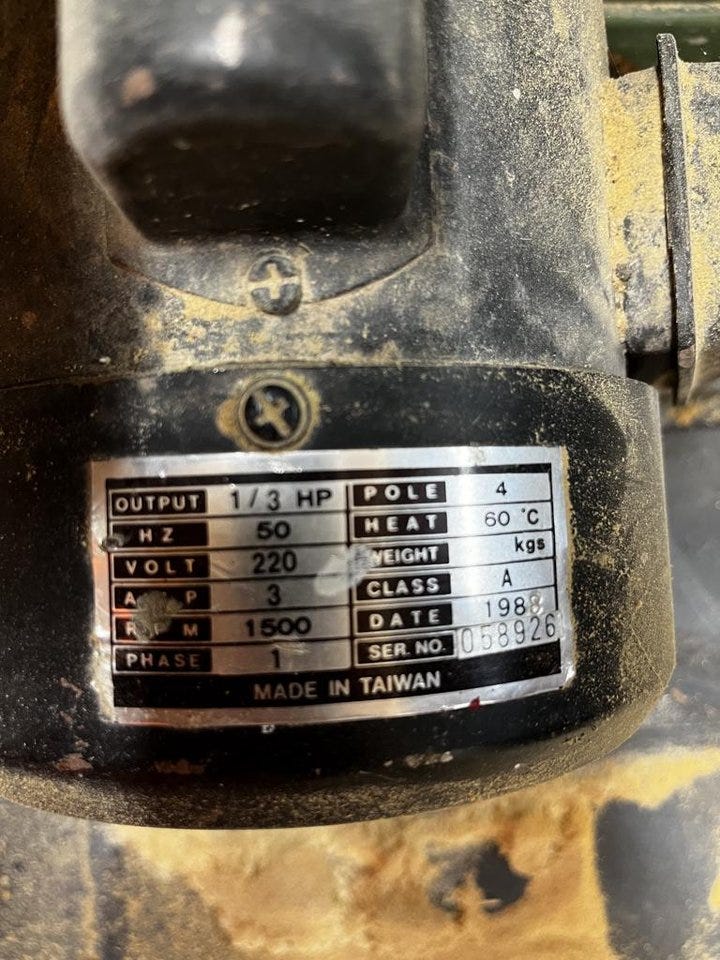 OUTPUT 1/3 HP POLE 4
HZ 50 HEAT 60 °C
VOLT 220 WEIGHT kgs
3 CLASS A
1500 DATE 1988
PHASE 1 SER. NO. 058926
MADE IN TAIWAN